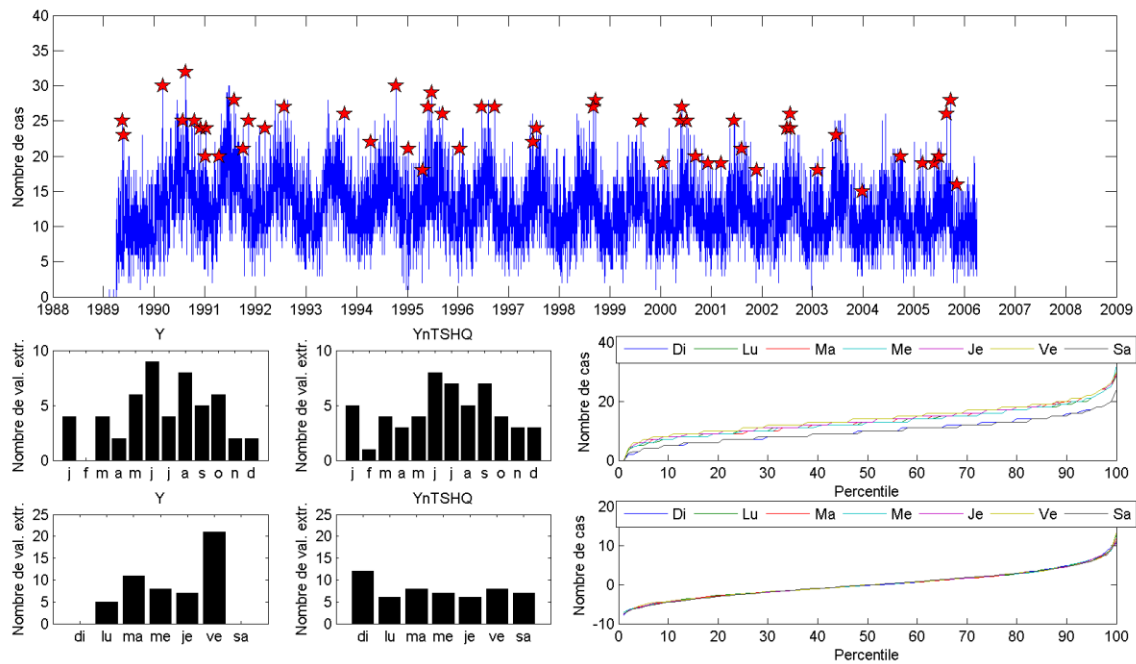 40
35
30
25
20
15
10
5
0
Nombre de cas
1988 1989 1990 1991 1992 1993 1994 1995 1996 1997 1998 1999 2000 2001 2002 2003 2004 2005 2006 2007 2008 2009
Y
10
5
0
Nombre de val. extr.
j f m a m j j a s o n d
YnTSHQ
10
5
0
Nombre de val. extr.
j f m a m j j a s o n d
40
20
0
Nombre de cas
Di Lu Ma Me Je Ve Sa
0 10 20 30 40 50 60 70 80 90 100
Percentile
Y
25
20
15
10
5
0
Nombre de val. extr.
di lu ma me je ve sa
YnTSHQ
25
20
15
10
5
0
Nombre de val. extr.
di lu ma me je ve sa
20
10
0
-10
Nombre de cas
Di Lu Ma Me Je Ve Sa
0 10 20 30 40 50 60 70 80 90 100
Percentile